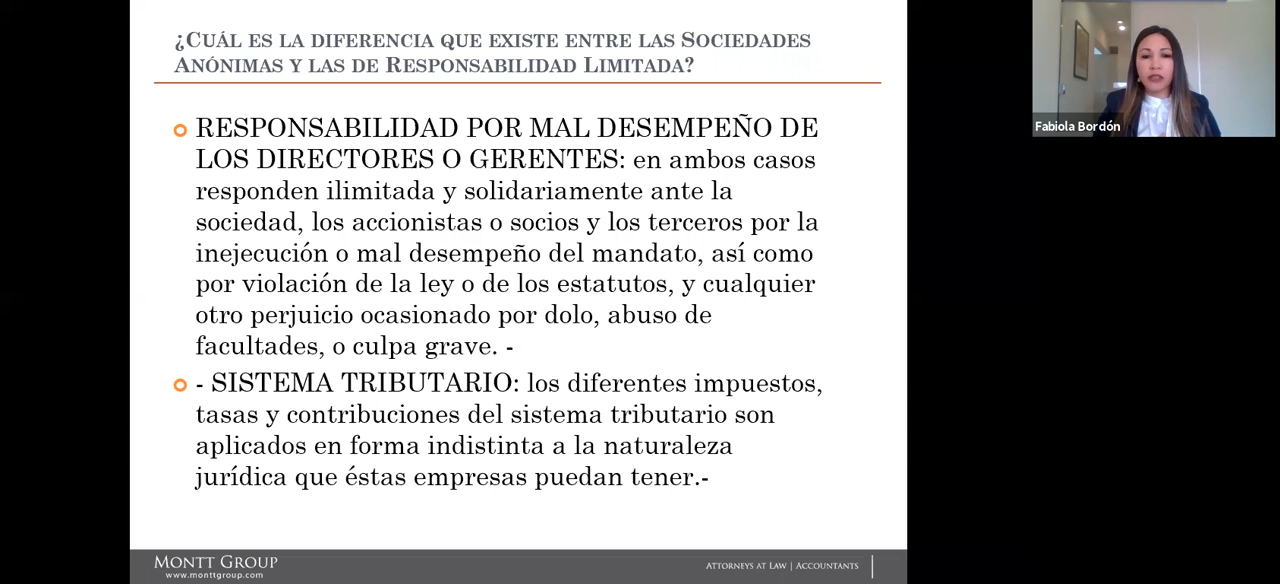 ¿Cuál es la diferencia que existe entre las Sociedades
Anónimas y las de Responsabilidad Limitada?
RESPONSABILIDAD POR MAL DESEMPEÑO DE
LOS DIRECTORES O GERENTES: en ambos casos
responden ilimitada y solidariamente ante la
sociedad, los accionistas o socios y los terceros por la
inejecución o mal desempeño del mandato, así como
por violación de la ley o de los estatutos, y cualquier
otro perjuicio ocasionado por dolo, abuso de
facultades, o culpa grave. -
- SISTEMA TRIBUTARIO: los diferentes impuestos,
tasas y contribuciones del sistema tributario son
aplicados en forma indistinta a la naturaleza
jurídica que éstas empresas puedan tener.-
Montt Group
www.monttgroup.com
Attorneys at Law | Accountants
Fabiola Bordón